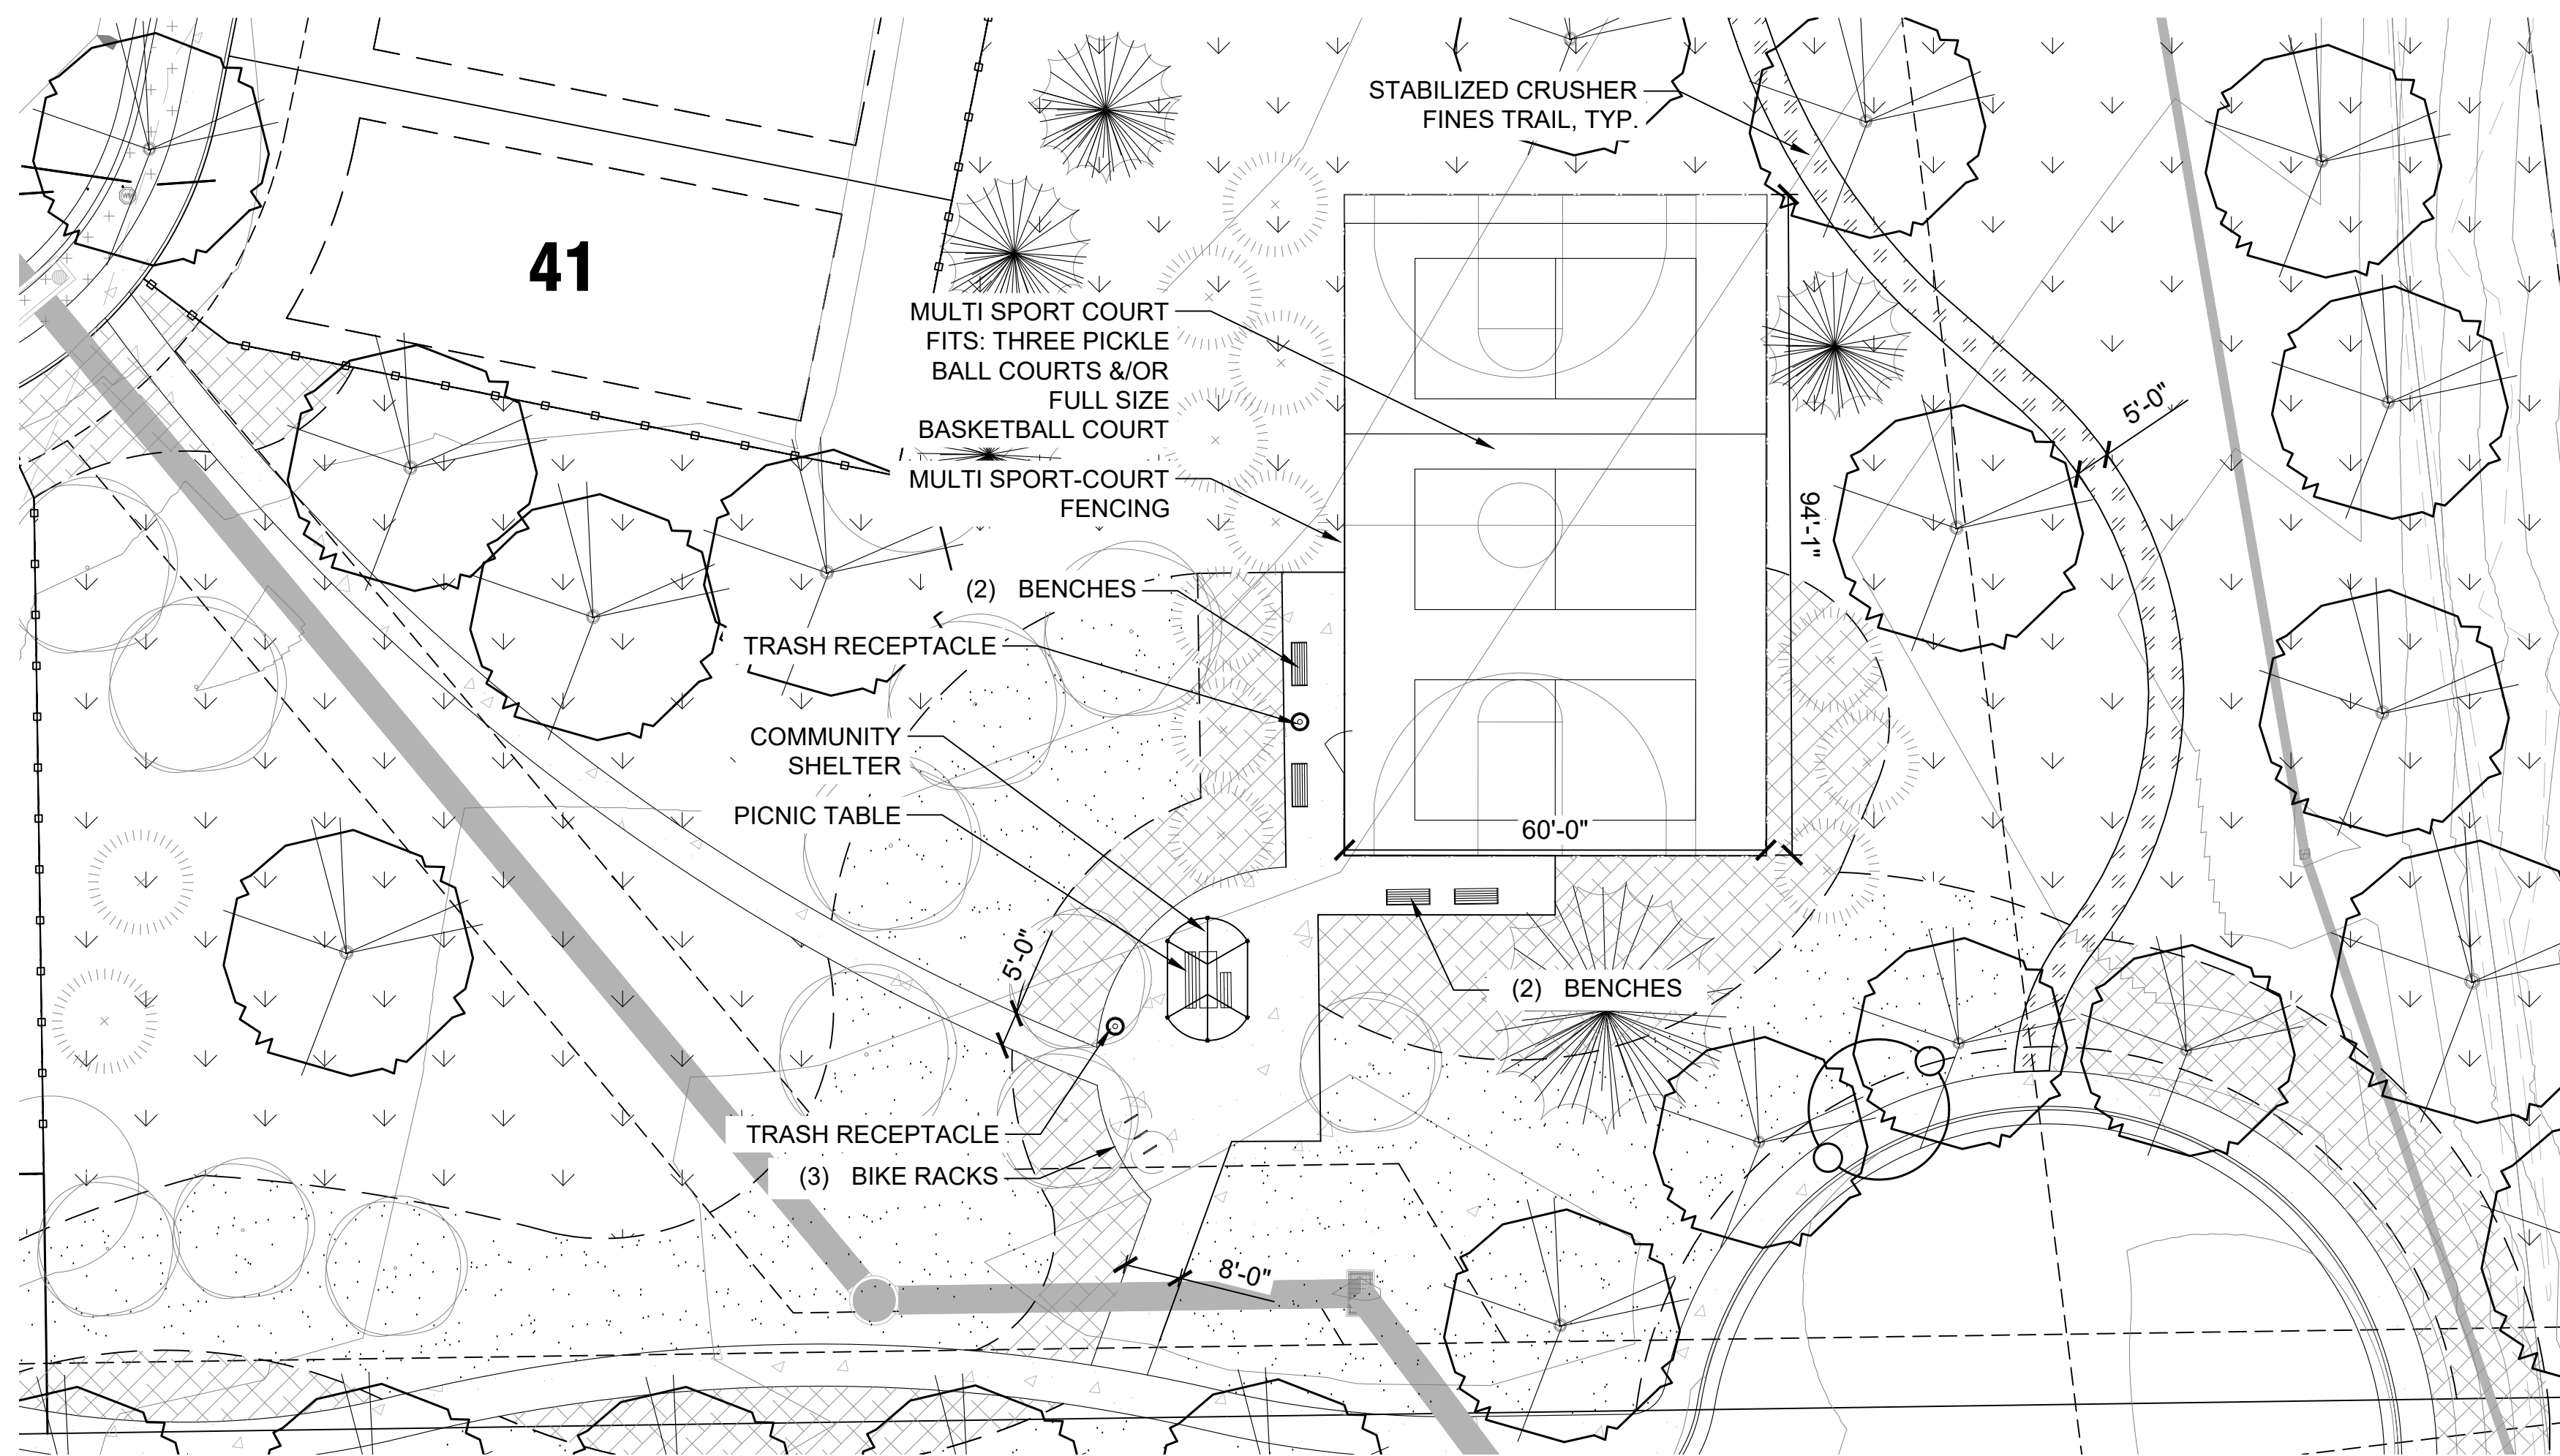 STABILIZED CRUSHER
FINES TRAIL, TYP.
41
MULTI SPORT COURT
FITS: THREE PICKLE
BALL COURTS &/OR
FULL SIZE
BASKETBALL COURT
MULTI SPORT-COURT
FENCING
5'-0"
94'-1"
(2) BENCHES
TRASH RECEPTACLE
COMMUNITY
SHELTER
PICNIC TABLE
60'-0"
5'-0"
(2) BENCHES
TRASH RECEPTACLE
(3) BIKE RACKS
8'-0"